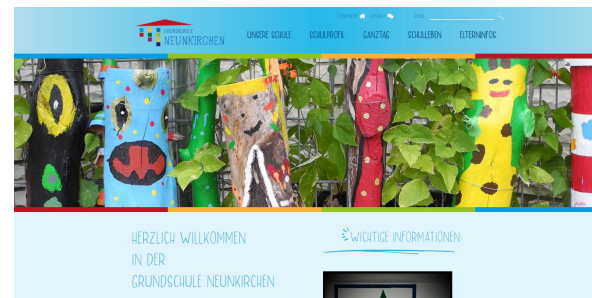 GRUNDSCHULE
NEUNKIRCHEN
UNSERE SCHULE SCHULPROFIL GANZTAG SCHULLEBEN ELTERNINFOS
HERZLICH WILLKOMMEN
IN DER
GRUNDSCHULE NEUNKIRCHEN
WICHTIGE INFORMATIONEN: